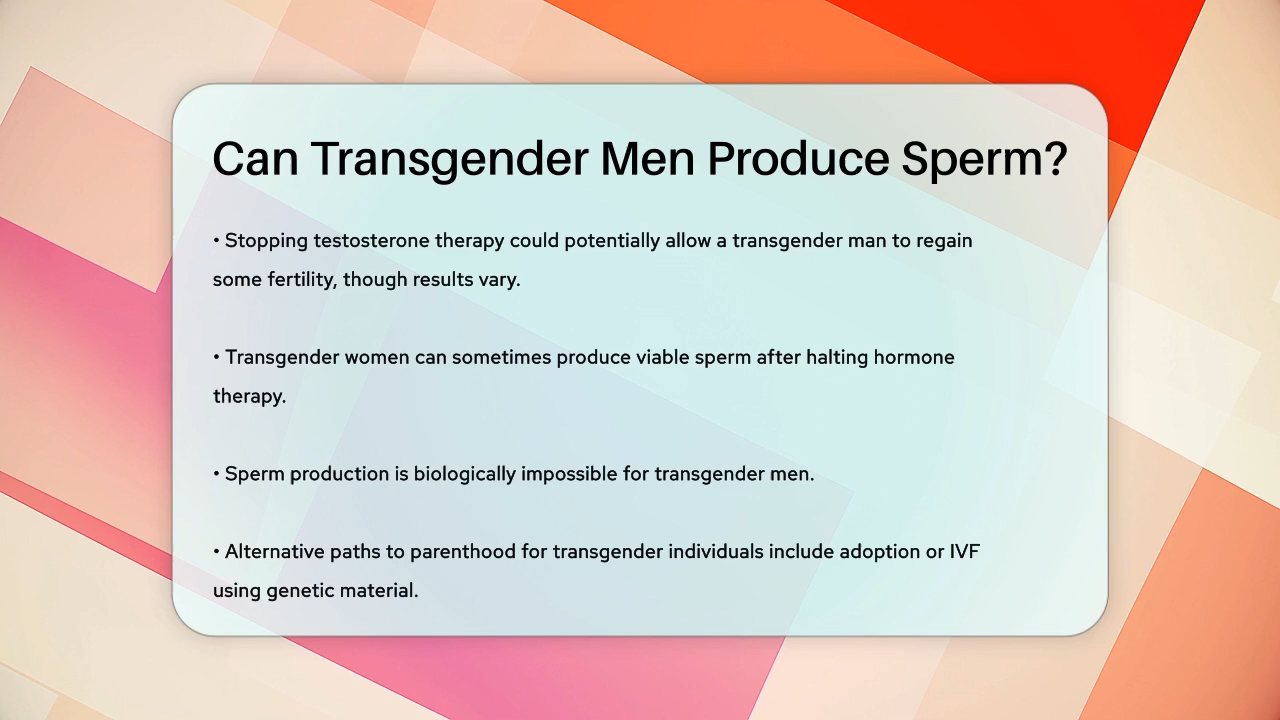 Can Transgender Men Produce Sperm?
• Stopping testosterone therapy could potentially allow a transgender man to regain
some fertility, though results vary.
• Transgender women can sometimes produce viable sperm after halting hormone
therapy.
• Sperm production is biologically impossible for transgender men.
• Alternative paths to parenthood for transgender individuals include adoption or IVF
using genetic material.